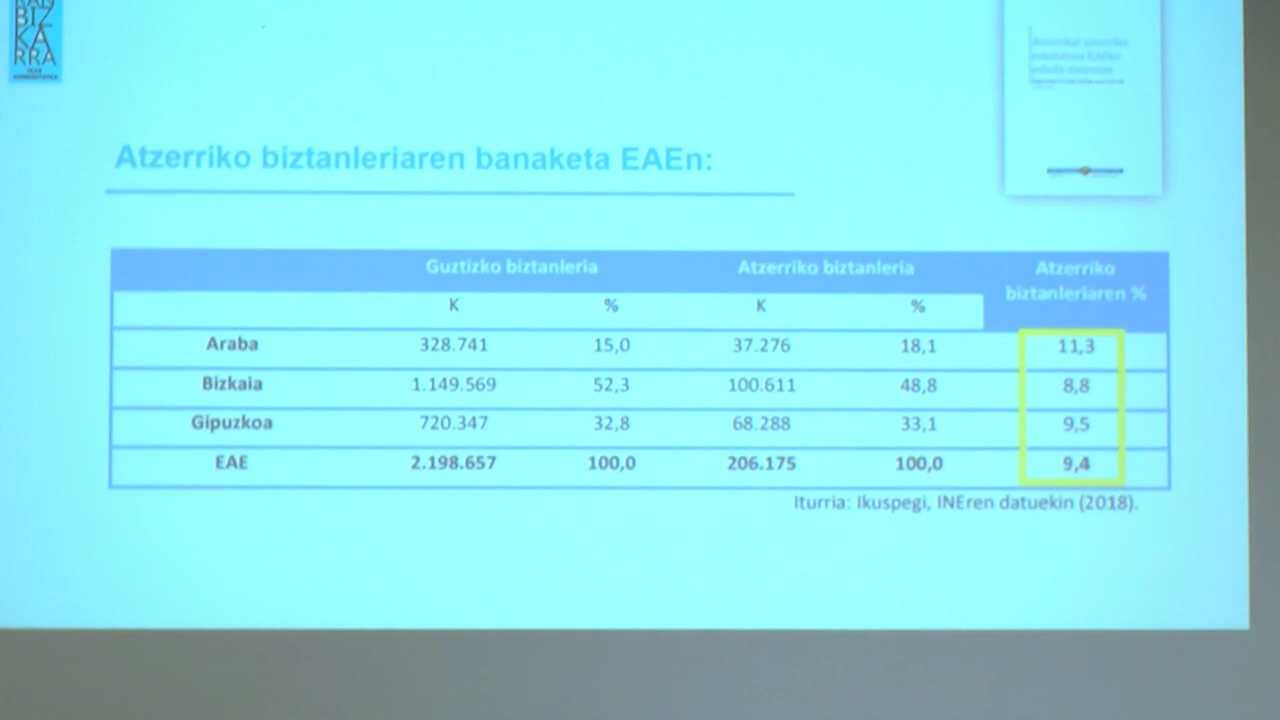 BIZ
KA
RRA
Atzerriko biztanleriaren banaketa EAEn:
Guztizko biztanleria Atzerriko biztanleria Atzerriko biztanleriaren %
K % K %
Araba 328.741 15,0 37.276 18,1 11,3
Bizkaia 1.149.569 52,3 100.611 48,8 8,8
Gipuzkoa 720.347 32,8 68.288 33,1 9,5
EAE 2.198.657 100,0 206.175 100,0 9,4
Iturria: Ikuspegi, INEren datuekin (2018).